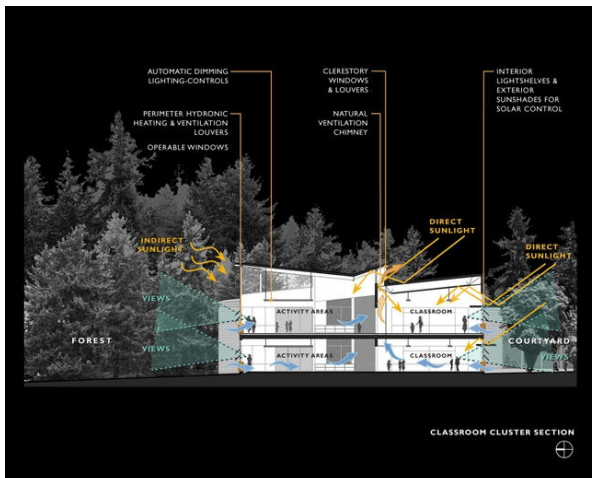 AUTOMATIC DIMMING
LIGHTING-CONTROLS
CLERESTORY
WINDOWS
& LOUVERS
INTERIOR
LIGHTSHELVES &
EXTERIOR
SUNSHADES FOR
SOLAR CONTROL
PERIMETER HYDRONIC
HEATING & VENTILATION
LOUVERS
NATURAL
VENTILATION
CHIMNEY
OPERABLE WINDOWS
DIRECT
SUNLIGHT
INDIRECT
SUNLIGHT
DIRECT
SUNLIGHT
VIEWS
ACTIVITY AREAS
CLASSROOM
FOREST
COURTYARD
VIEWS
ACTIVITY AREAS
CLASSROOM
VIEWS
CLASSROOM CLUSTER SECTION